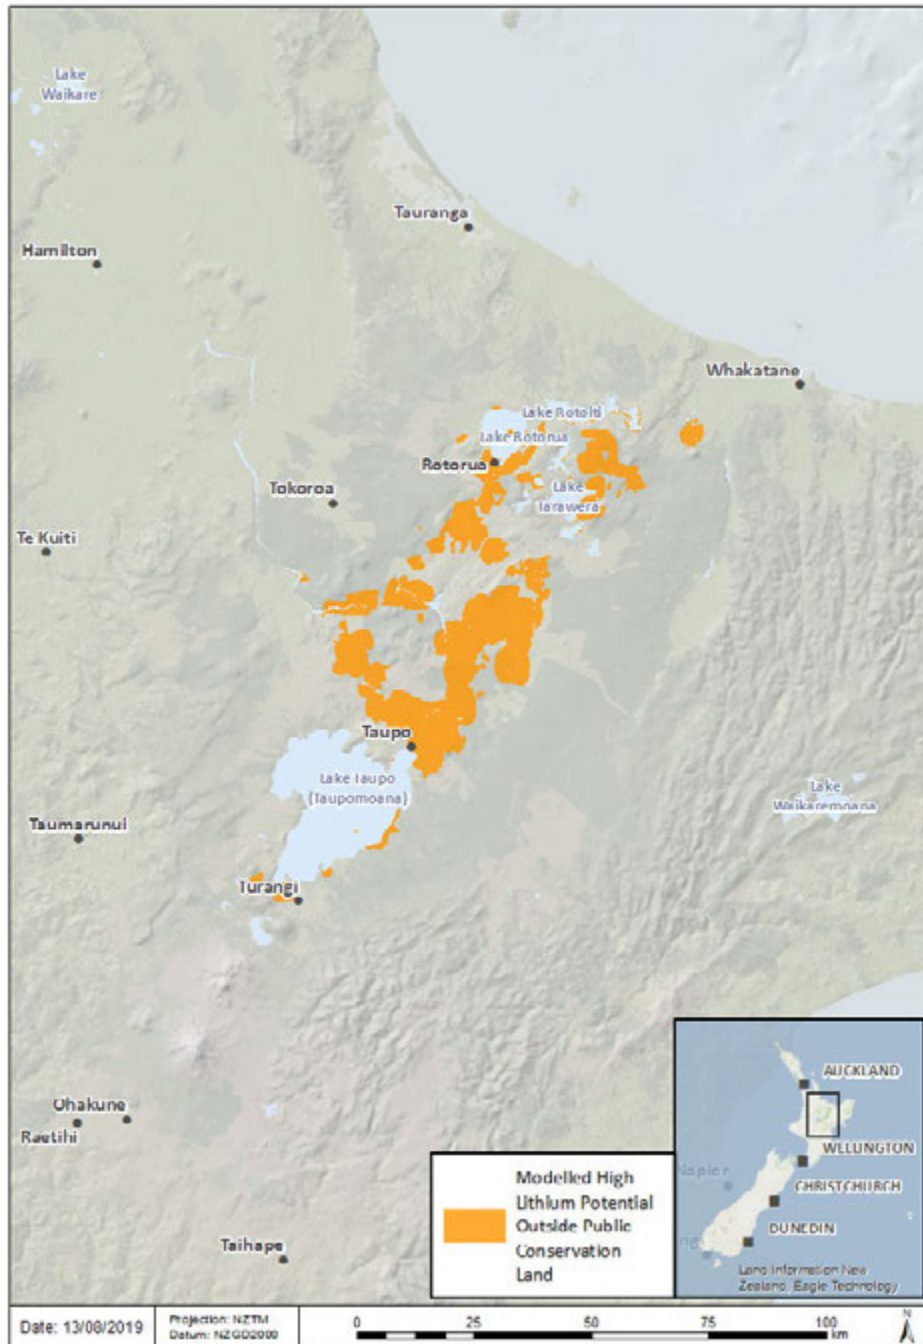 Lake
Waikare
Tauranga
Hamilton
Whakatane
Lake Rotoiti
Lake Rotorua
Rotorua
Lake
Tarawera
Tokoroa
Te Kuiti
Taupo
Lake Taupo
(Taupomoana)
Lake
Waikaremoana
Taumarunui
Turangi
Ohakune
Raetihi
Taihape
Napier
AUCKLAND
WELLINGTON
CHRISTCHURCH
DUNEDIN
Land Information New
Zealand, Eagle Technology
Modelled High
Lithium Potential
Outside Public
Conservation
Land
Date: 13/08/2019
Projection: NZTM
Datum: NZGD2000
0 25 50 75 100
km
N